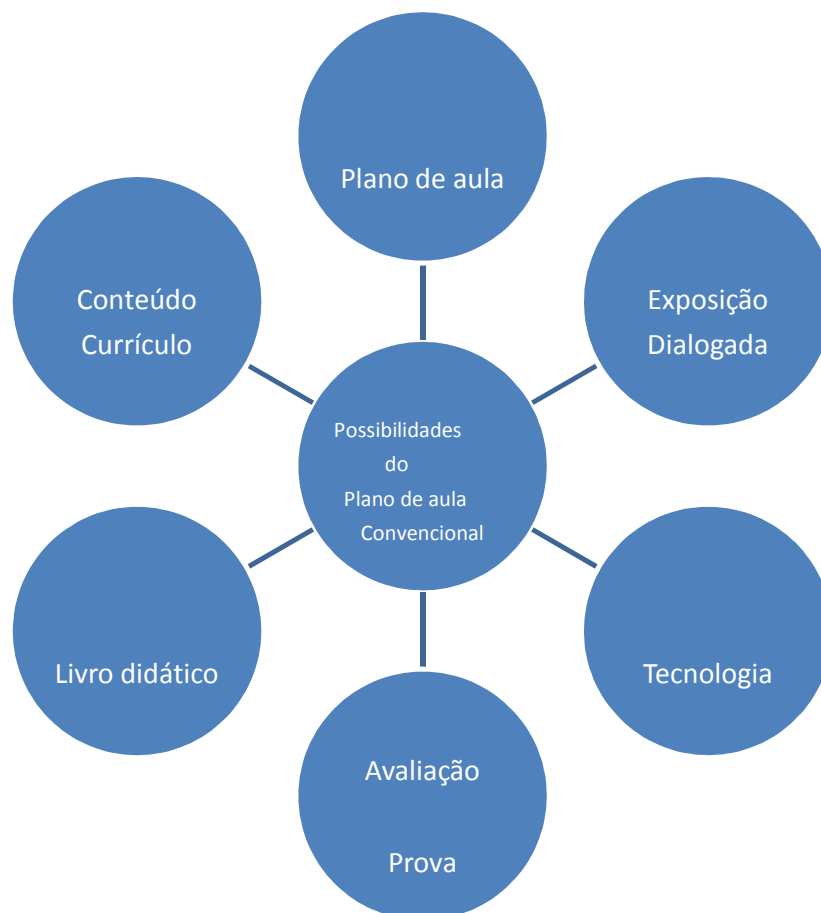 Plano de aula
Exposição
Dialogada
Tecnologia
Avaliação
Prova
Livro didático
Conteúdo
Currículo
Possibilidades
do
Plano de aula
Convencional